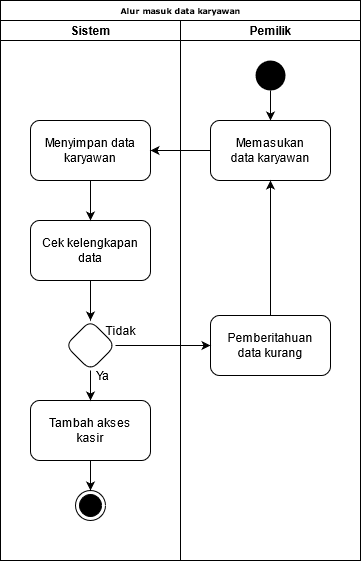 Alur masuk data karyawan
Sistem
Pemilik
Memasukan
data karyawan
Menyimpan data
karyawan
Cek kelengkapan
data
Tidak
Pemberitahuan
data kurang
Ya
Tambah akses
kasir